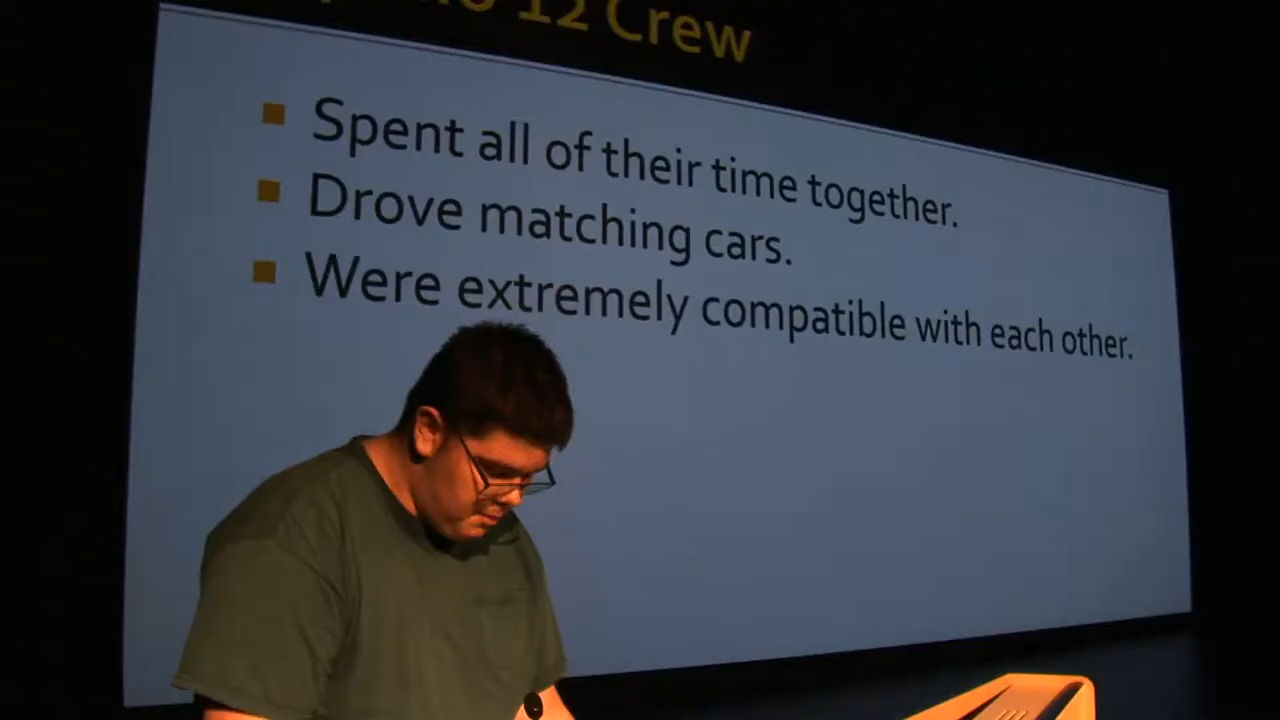 12 Crew
Spent all of their time together.
Drove matching cars.
Were extremely compatible with each other.